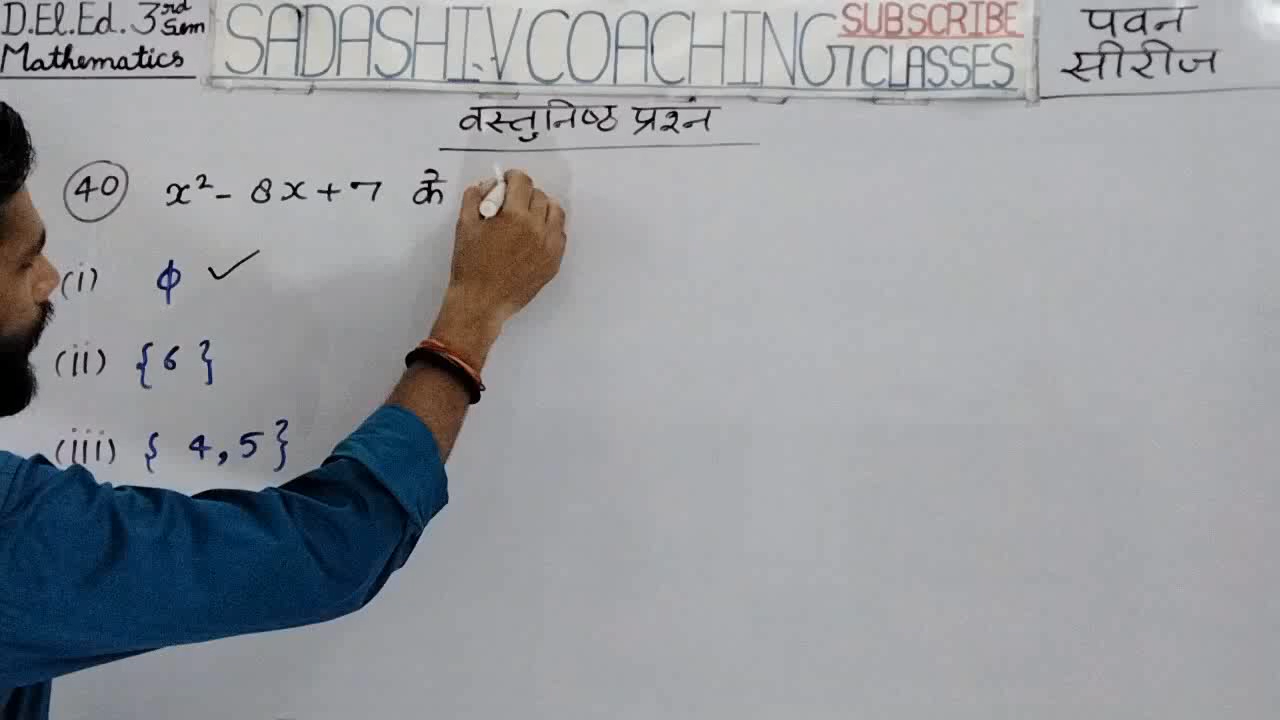 D.El.Ed. 3rd Sem
Mathematics
SADASHIV COACHING CLASSES
SUBSCRIBE
पवन
सीरीज
वस्तुनिष्ठ प्रश्न
40 x² - 8x + 7 के
(i) ϕ ✓
(ii) { 6 }
(iii) { 4, 5 }